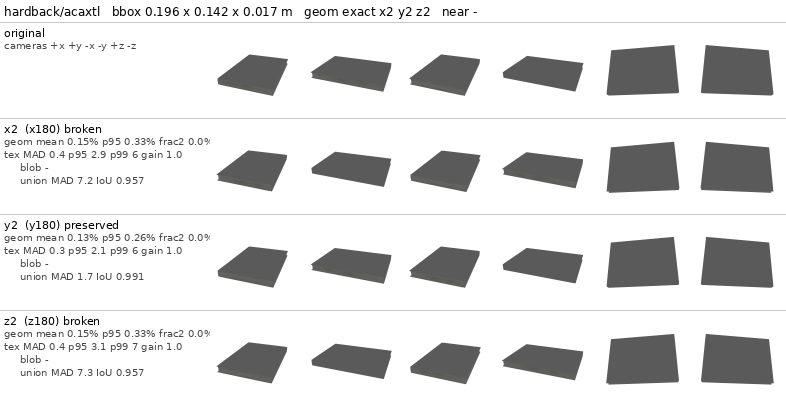 hardback/acaxtl bbox 0.196 x 0.142 x 0.017 m geom exact x2 y2 z2 near -
original
cameras +x +y -x -y +z -z
x2 (x180) broken
geom mean 0.15% p95 0.33% frac2 0.0%
tex MAD 0.4 p95 2.9 p99 6 gain 1.0
blob -
union MAD 7.2 IoU 0.957
y2 (y180) preserved
geom mean 0.13% p95 0.26% frac2 0.0%
tex MAD 0.3 p95 2.1 p99 6 gain 1.0
blob -
union MAD 1.7 IoU 0.991
z2 (z180) broken
geom mean 0.15% p95 0.33% frac2 0.0%
tex MAD 0.4 p95 3.1 p99 7 gain 1.0
blob -
union MAD 7.3 IoU 0.957